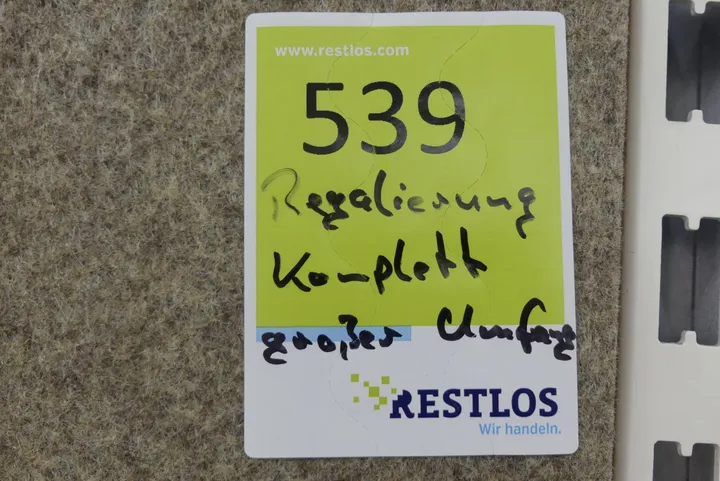 www.restlos.com
539
Regalierung
Komplett
großer Umfang
RESTLOS
Wir handeln.